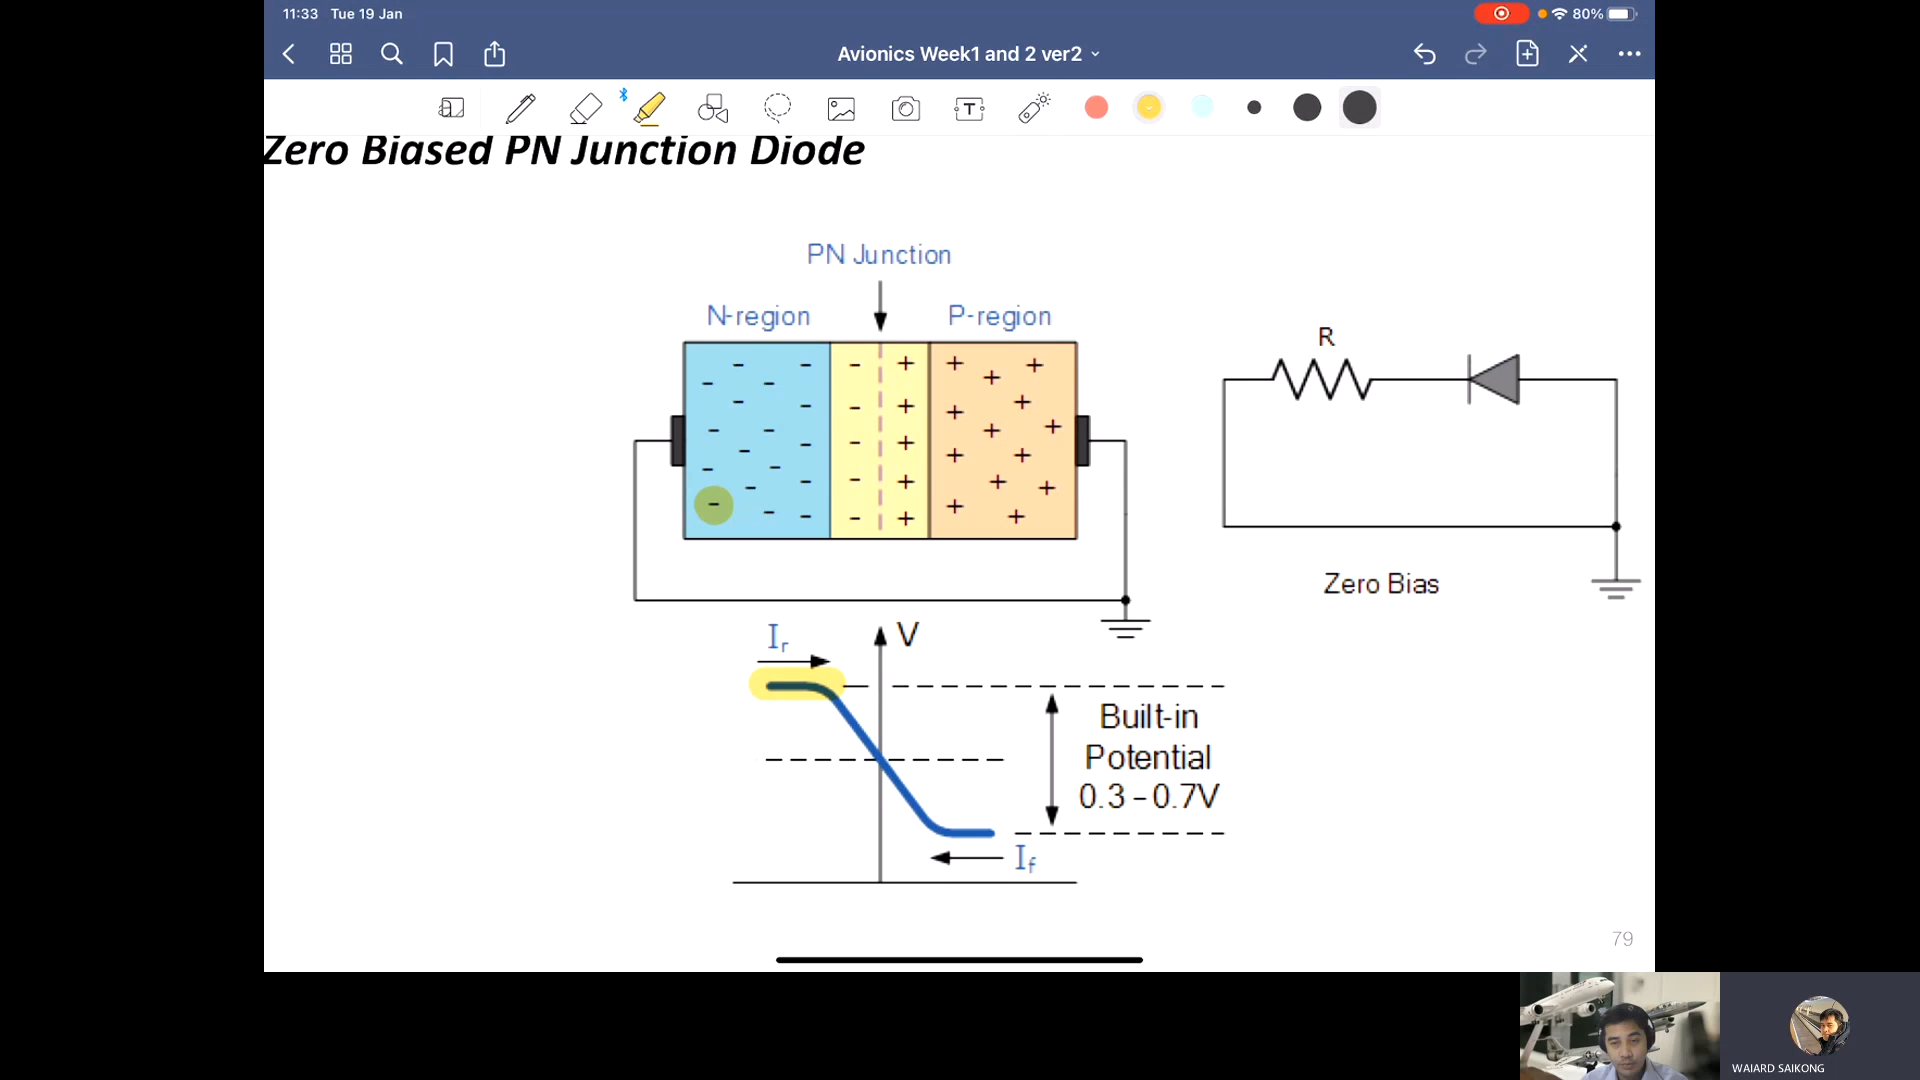 11:33 Tue 19 Jan
80%
Avionics Week1 and 2 ver2
T
Zero Biased PN Junction Diode
PN Junction
N-region
P-region
R
Zero Bias
Ir
V
Built-in
Potential
0.3 – 0.7V
If
79
WAIARD SAIKONG